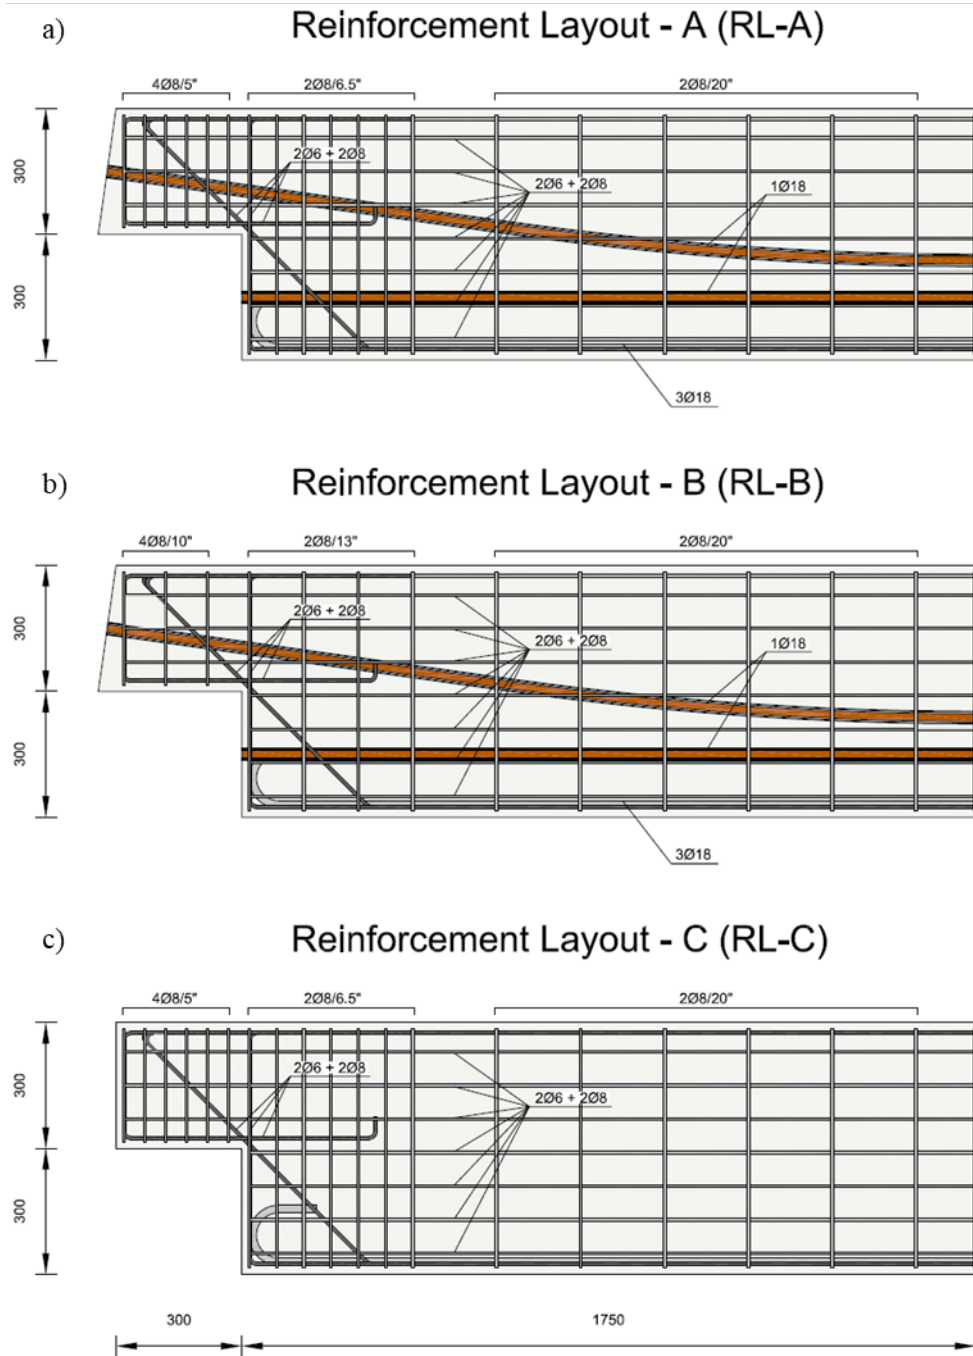 a)
Reinforcement Layout - A (RL-A)
4Ø8/5" 2Ø8/6.5" 2Ø8/20"
300
2Ø6 + 2Ø8
2Ø6 + 2Ø8
1Ø18
300
3Ø18
b)
Reinforcement Layout - B (RL-B)
4Ø8/10" 2Ø8/13" 2Ø8/20"
300
2Ø6 + 2Ø8
2Ø6 + 2Ø8
1Ø18
300
3Ø18
c)
Reinforcement Layout - C (RL-C)
4Ø8/5" 2Ø8/6.5" 2Ø8/20"
300
2Ø6 + 2Ø8
2Ø6 + 2Ø8
300
300 1750